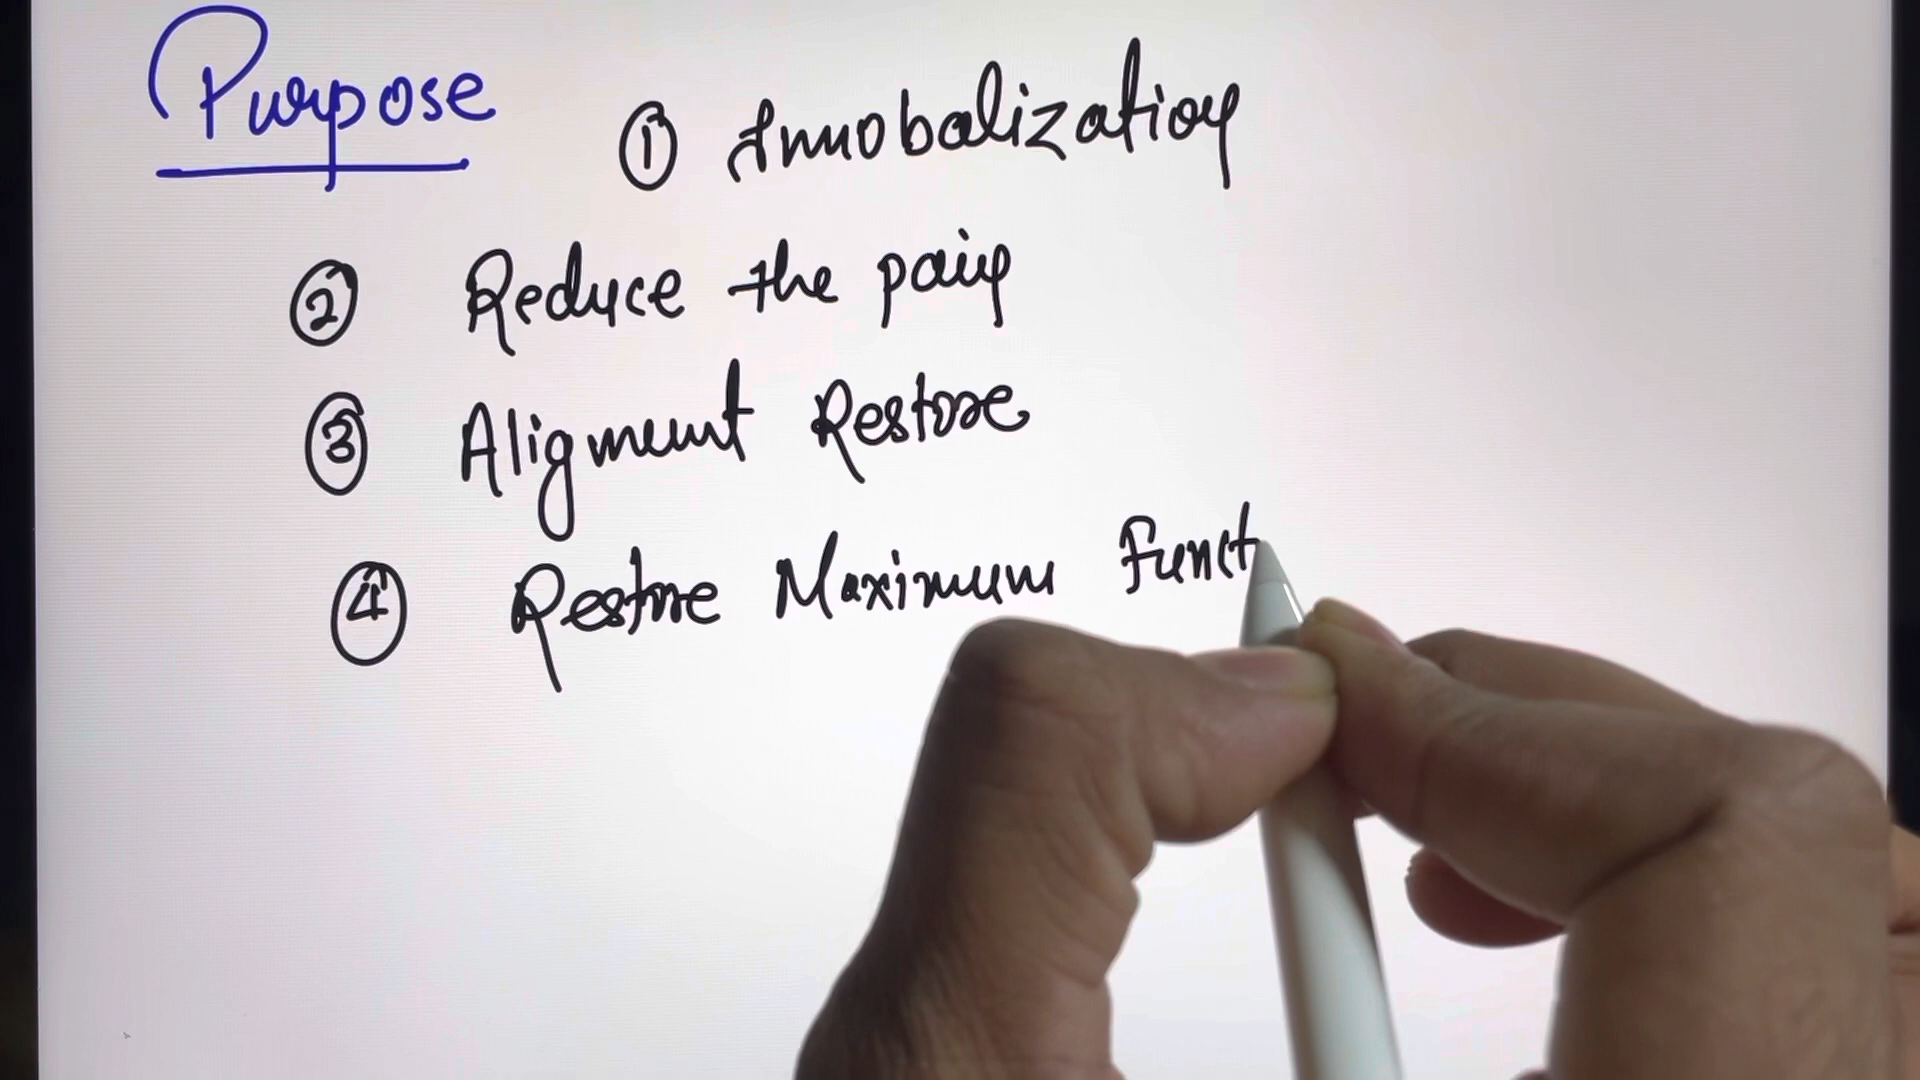 Purpose ① Immobalization
② Reduce the pain
③ Aligment Restore
④ Restore Maximum funct